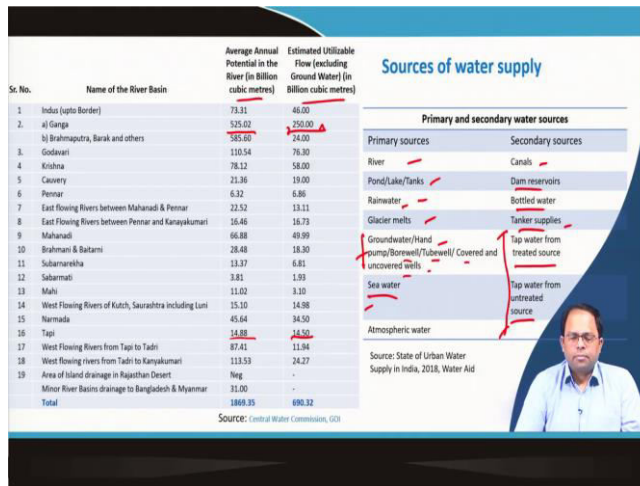 Sr. No.
Name of the River Basin
Average Annual
Potential in the
River (in Billion
cubic metres)
Estimated Utilizable
Flow (excluding
Ground Water) (in
Billion cubic metres)
1 Indus (upto Border) 73.31 46.00
2. a) Ganga 525.02 250.00
b) Brahmaputra, Barak and others 585.60 24.00
3. Godavari 110.54 76.30
4 Krishna 78.12 58.00
5 Cauvery 21.36 19.00
6 Pennar 6.32 6.86
7 East flowing Rivers between Mahanadi & Pennar 22.52 13.11
8 East Flowing Rivers between Pennar and Kanayakumari 16.46 16.73
9 Mahanadi 66.88 49.99
10 Brahmani & Baitarni 28.48 18.30
11 Subarnarekha 13.37 6.81
12 Sabarmati 3.81 1.93
13 Mahi 11.02 3.10
14 West Flowing Rivers of Kutch, Saurashtra including Luni 15.10 14.98
15 Narmada 45.64 34.50
16 Tapi 14.88 14.50
17 West Flowing Rivers from Tapi to Tadri 87.41 11.94
18 West flowing rivers from Tadri to Kanyakumari 113.53 24.27
19 Area of Island drainage in Rajasthan Desert Neg -
Minor River Basins drainage to Bangladesh & Myanmar 31.00 -
Total 1869.35 690.32
Source: Central Water Commission, GOI
Sources of water supply
Primary and secondary water sources
Primary sources Secondary sources
River Canals
Pond/Lake/Tanks Dam reservoirs
Rainwater Bottled water
Glacier melts Tanker supplies
Groundwater/Hand Tap water from
pump/Borewell/Tubewell/ Covered and treated source
uncovered wells
Sea water Tap water from
untreated
source
Atmospheric water
Source: State of Urban Water
Supply in India, 2018, Water Aid